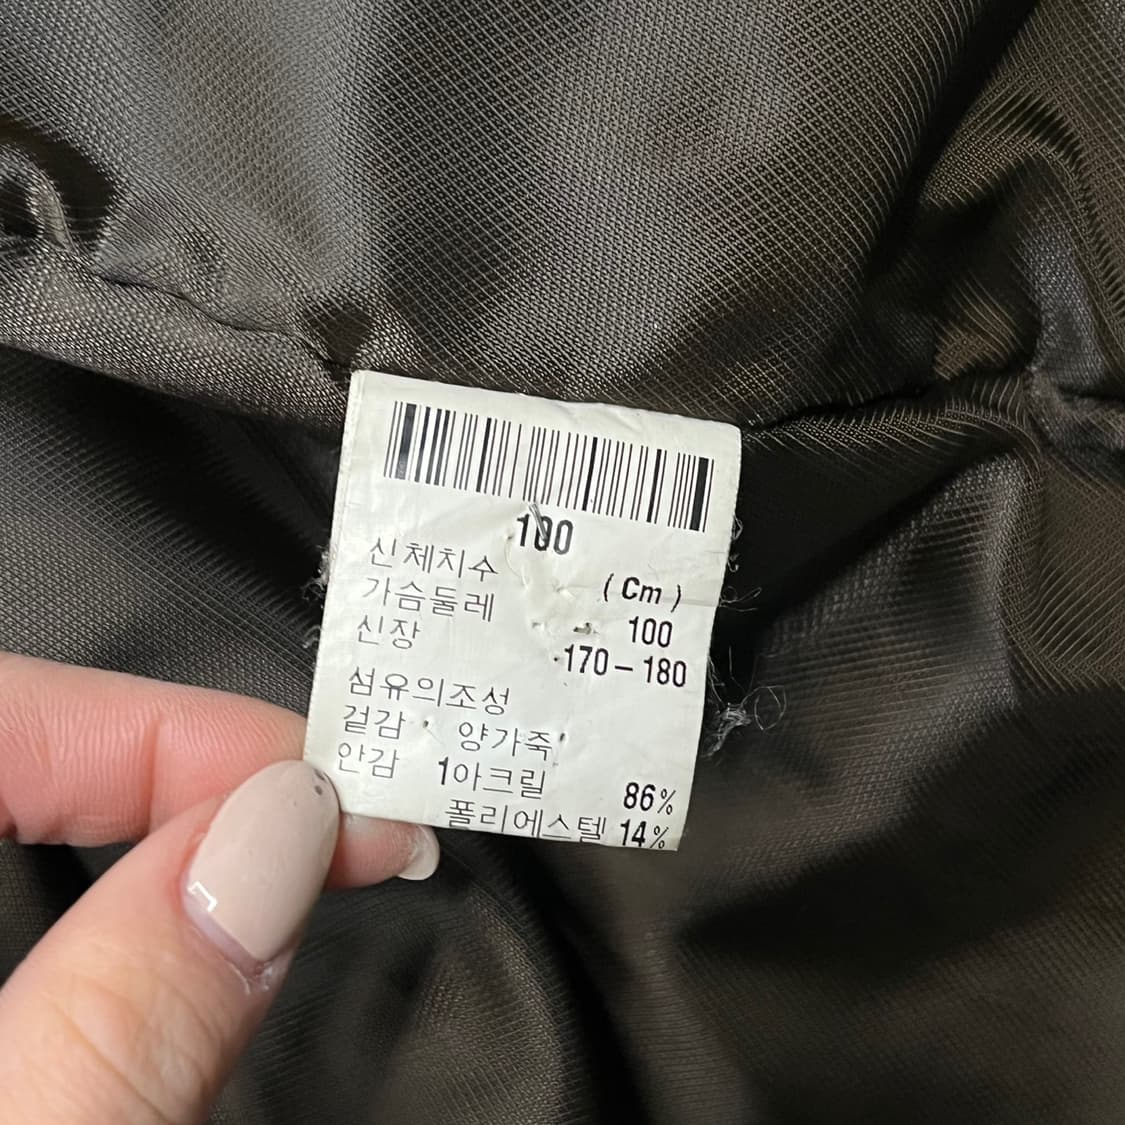 100
신체치수 (Cm)
가슴둘레 100
신장 170-180
섬유의조성
겉감 양가죽
안감 1아크릴 86%
폴리에스텔 14%